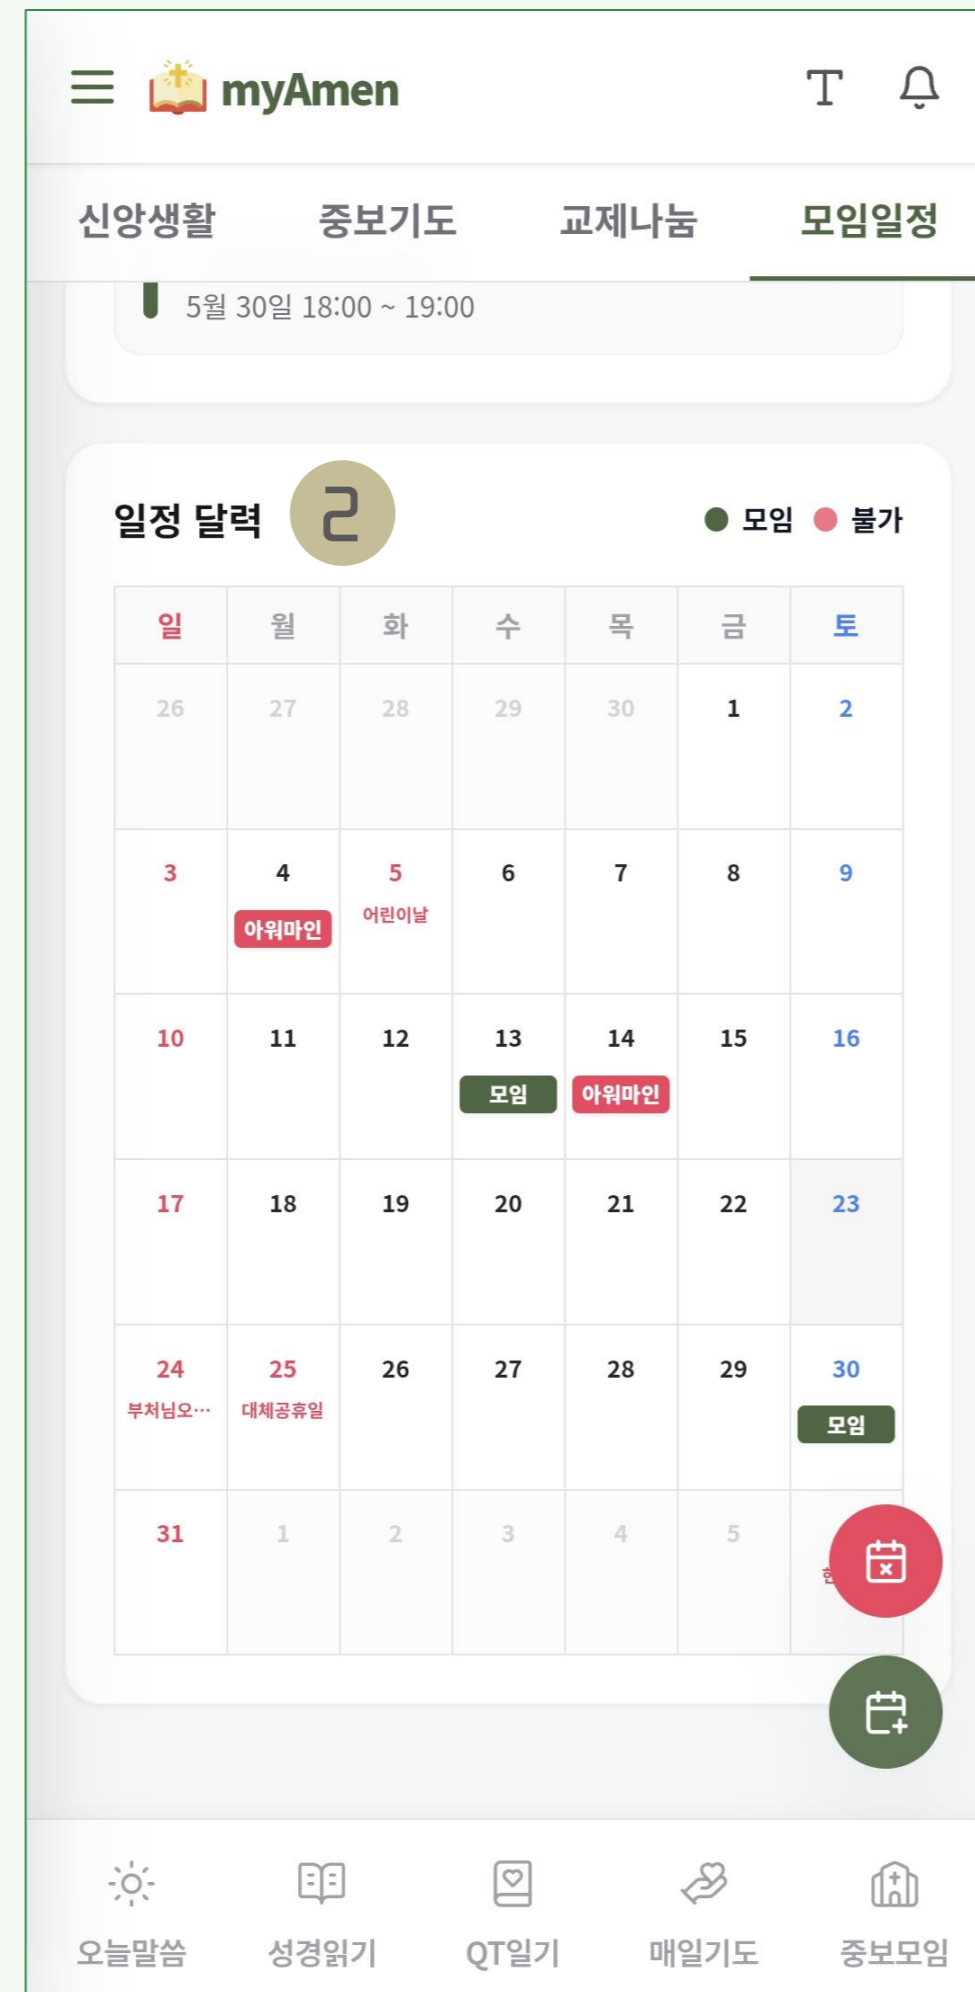 myAmen T
신앙생활 중보기도 교제나눔 모임일정
5월 30일 18:00 ~ 19:00
일정 달력 2 모임 불가
일 월 화 수 목 금 토
26 27 28 29 30 1 2
3 4 5 6 7 8 9
아워마인 어린이날
10 11 12 13 14 15 16
모임 아워마인
17 18 19 20 21 22 23
24 25 26 27 28 29 30
부처님오… 대체공휴일 모임
31 1 2 3 4 5
오늘말씀 성경읽기 QT일기 매일기도 중보모임